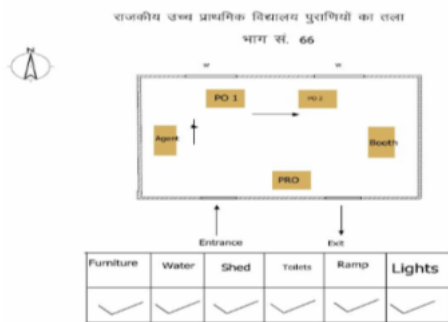 राजकीय उच्च प्राथमिक विद्यालय पुराणियों का तला
भाग सं. 66
N
W W
PO 1 PO 2
Agent Booth
PRO
Entrance Exit
Furniture Water Shed Toilets Ramp Lights